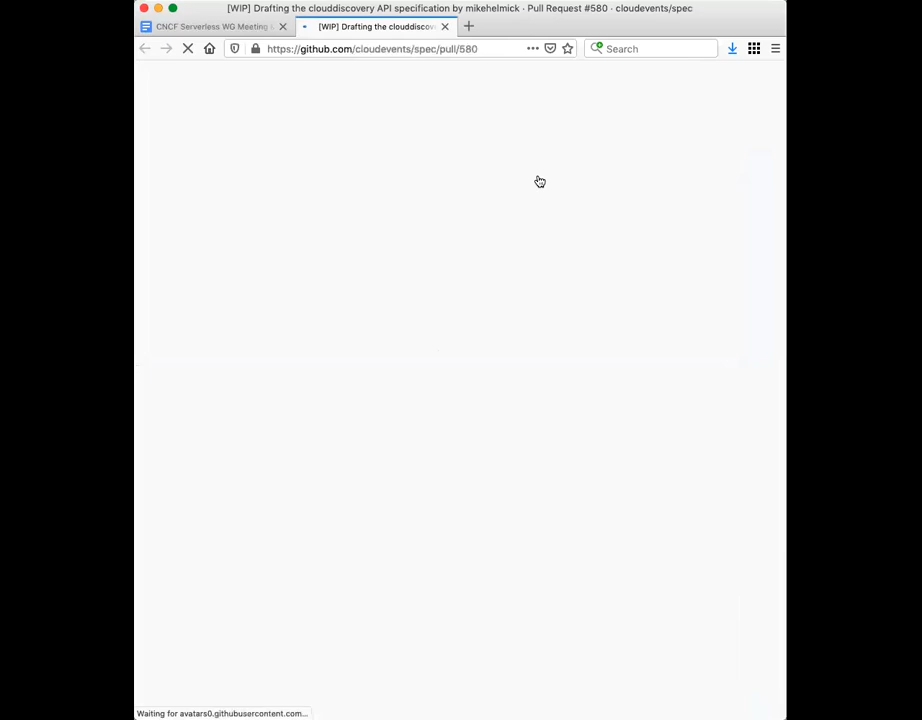 [WIP] Drafting the clouddiscovery API specification by mikehelmick · Pull Request #580 · cloudevents/spec
CNCF Serverless WG Meeting
[WIP] Drafting the clouddiscov
https://github.com/cloudevents/spec/pull/580
Search
Waiting for avatars0.githubusercontent.com...